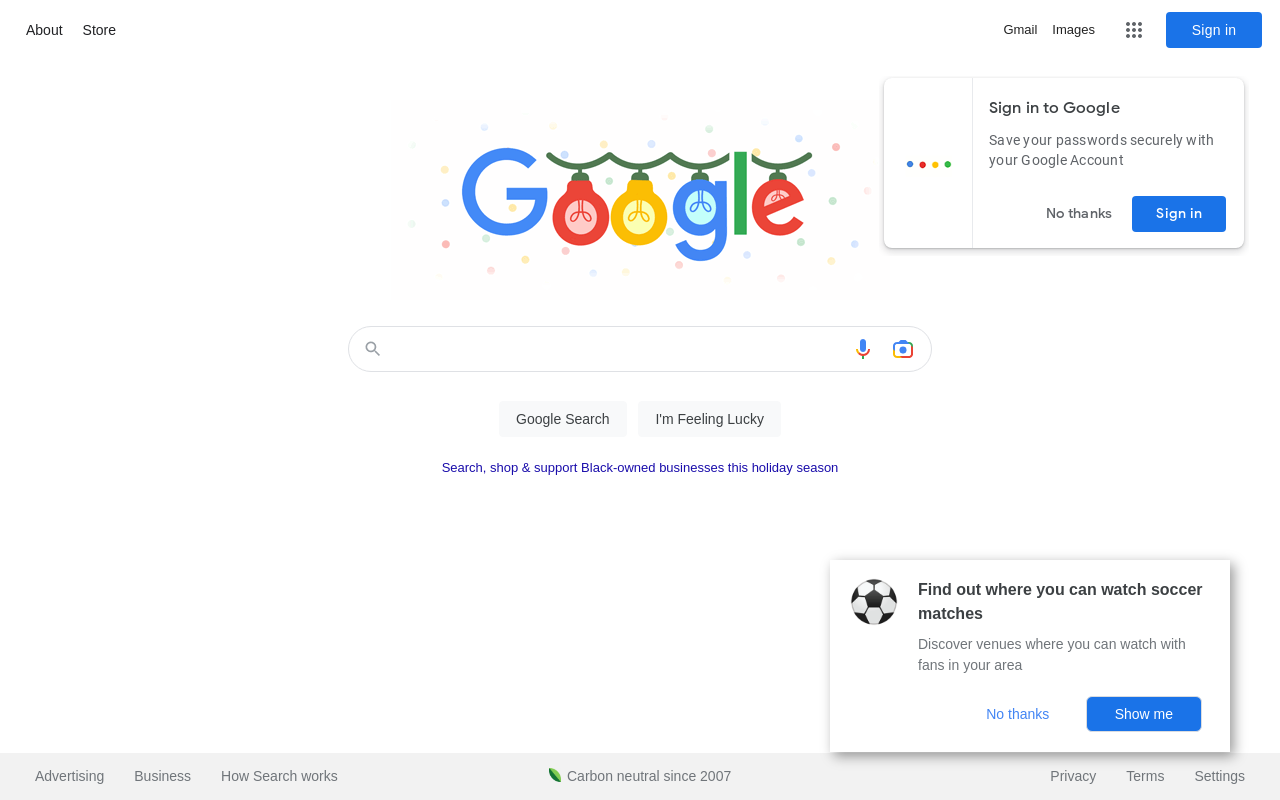 About Store
Gmail Images Sign in
Google
Sign in to Google
Save your passwords securely with
your Google Account
No thanks Sign in
Google Search I'm Feeling Lucky
Search, shop & support Black-owned businesses this holiday season
Find out where you can watch soccer
matches
Discover venues where you can watch with
fans in your area
No thanks Show me
Advertising Business How Search works Carbon neutral since 2007 Privacy Terms Settings